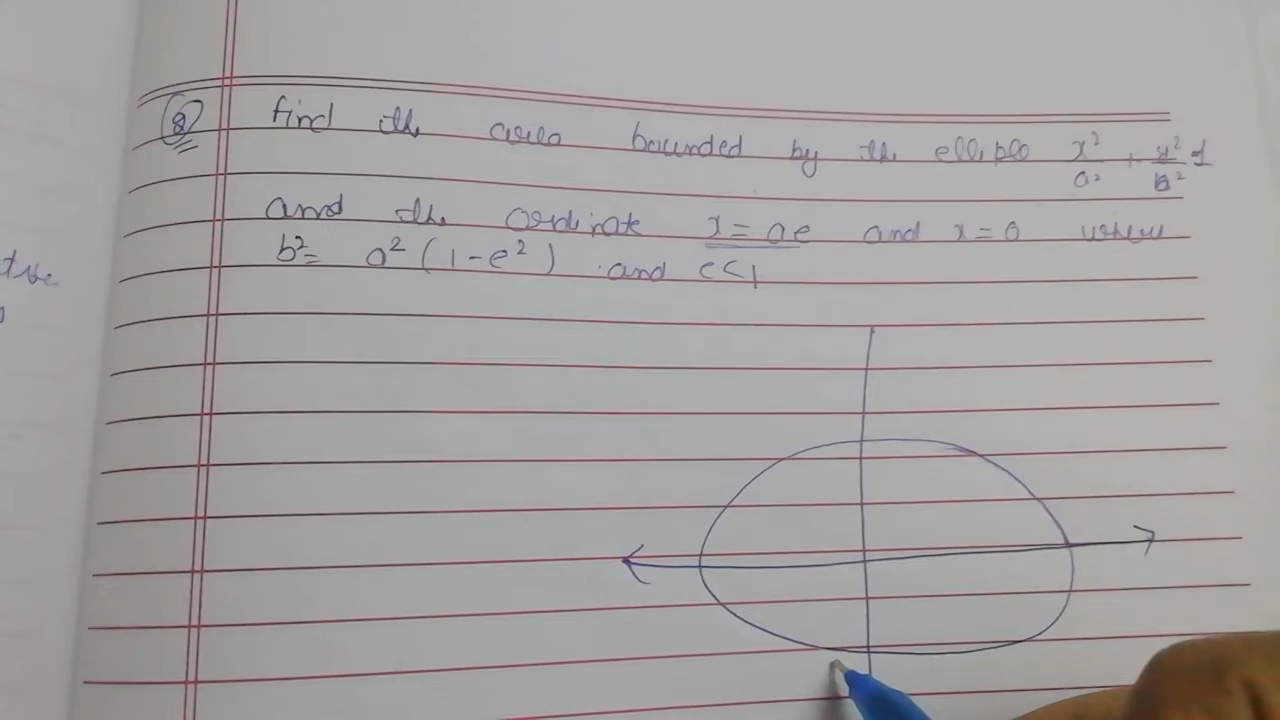 Q
find the area bounded by the ellipse x²/a² + y²/b² = 1
and the ordinate x = ae and x = 0 where
b² = a² (1 - e²) and e < 1